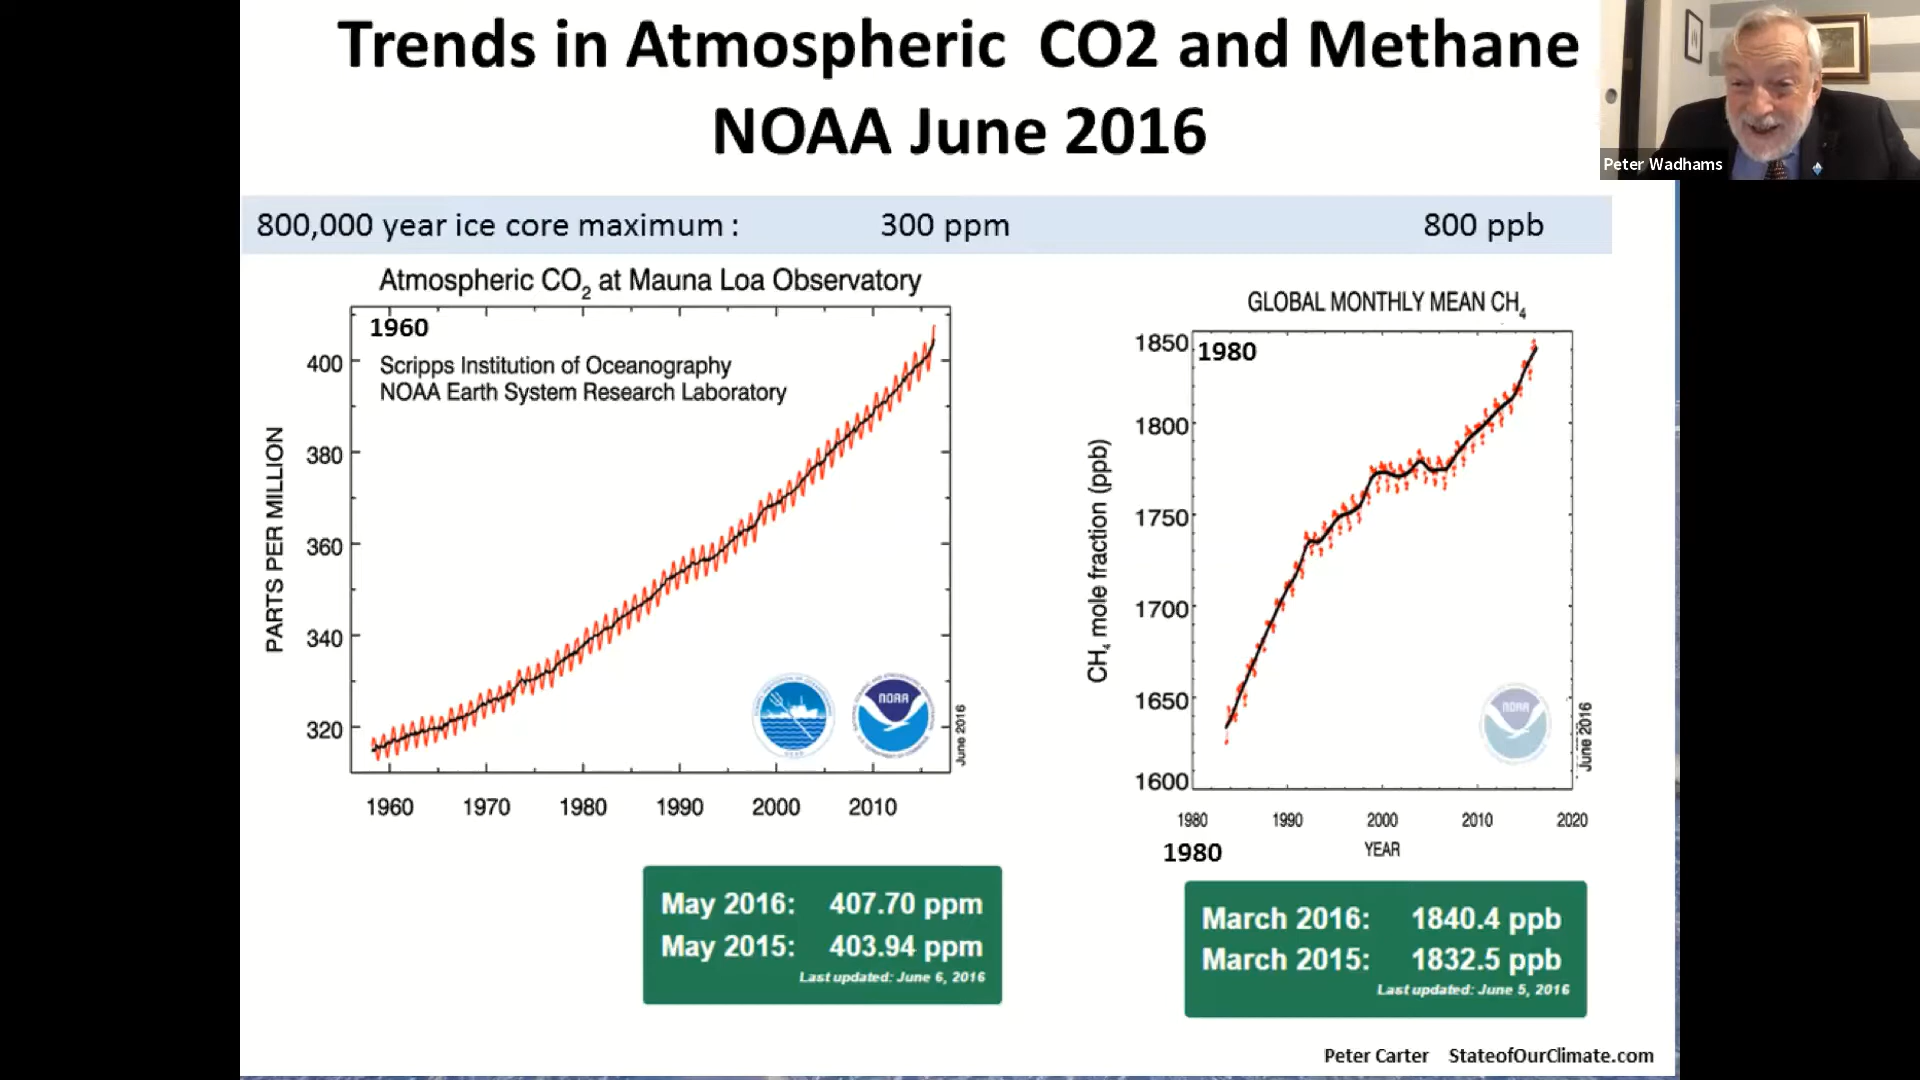 Trends in Atmospheric CO2 and Methane
NOAA June 2016
Peter Wadhams
800,000 year ice core maximum : 300 ppm 800 ppb
Atmospheric CO2 at Mauna Loa Observatory
1960
Scripps Institution of Oceanography
NOAA Earth System Research Laboratory
PARTS PER MILLION
400
380
360
340
320
NOAA
June 2016
1960 1970 1980 1990 2000 2010
May 2016: 407.70 ppm
May 2015: 403.94 ppm
Last updated: June 6, 2016
GLOBAL MONTHLY MEAN CH4
1980
CH4 mole fraction (ppb)
1850
1800
1750
1700
1650
1600
NOAA
June 2016
1980 1990 2000 2010 2020
1980
YEAR
March 2016: 1840.4 ppb
March 2015: 1832.5 ppb
Last updated: June 5, 2016
Peter Carter StateofOurClimate.com